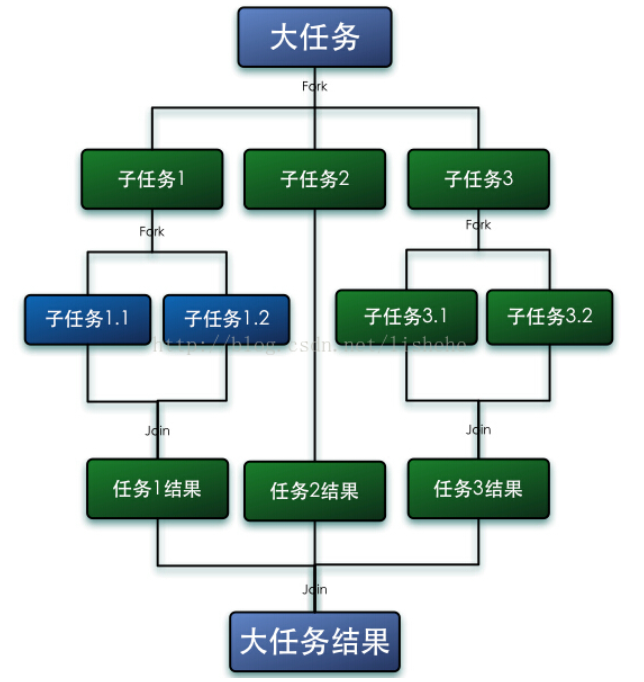 大任务
Fork
子任务1
子任务2
子任务3
Fork
Fork
子任务1.1
子任务1.2
子任务3.1
子任务3.2
http://blog.csdn.net/lishehe
Join
Join
任务1结果
任务2结果
任务3结果
Join
大任务结果